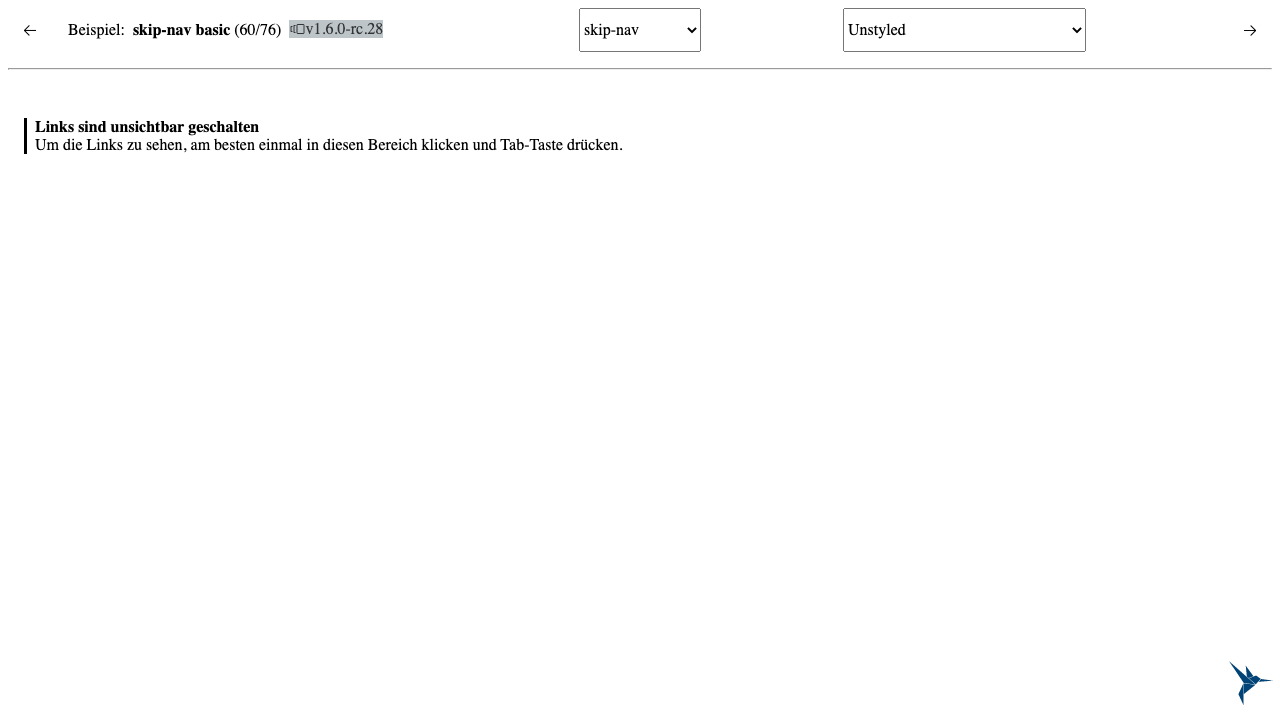 Beispiel: skip-nav basic (60/76) v1.6.0-rc.28
skip-nav
Unstyled
Links sind unsichtbar geschalten
Um die Links zu sehen, am besten einmal in diesen Bereich klicken und Tab-Taste drücken.